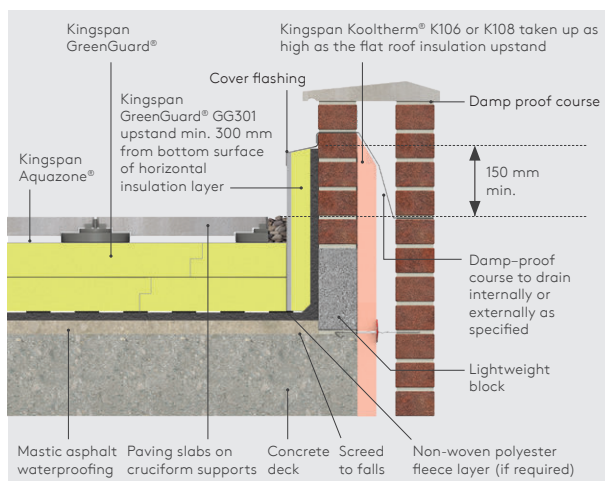 Kingspan
GreenGuard®
Kingspan Kooltherm® K106 or K108 taken up as
high as the flat roof insulation upstand
Cover flashing
Damp proof course
Kingspan
GreenGuard® GG301
upstand min. 300 mm
from bottom surface
of horizontal
insulation layer
Kingspan
Aquazone®
150 mm
min.
Damp–proof
course to drain
internally or
externally as
specified
Lightweight
block
Mastic asphalt
waterproofing
Paving slabs on
cruciform supports
Concrete
deck
Screed
to falls
Non-woven polyester
fleece layer (if required)